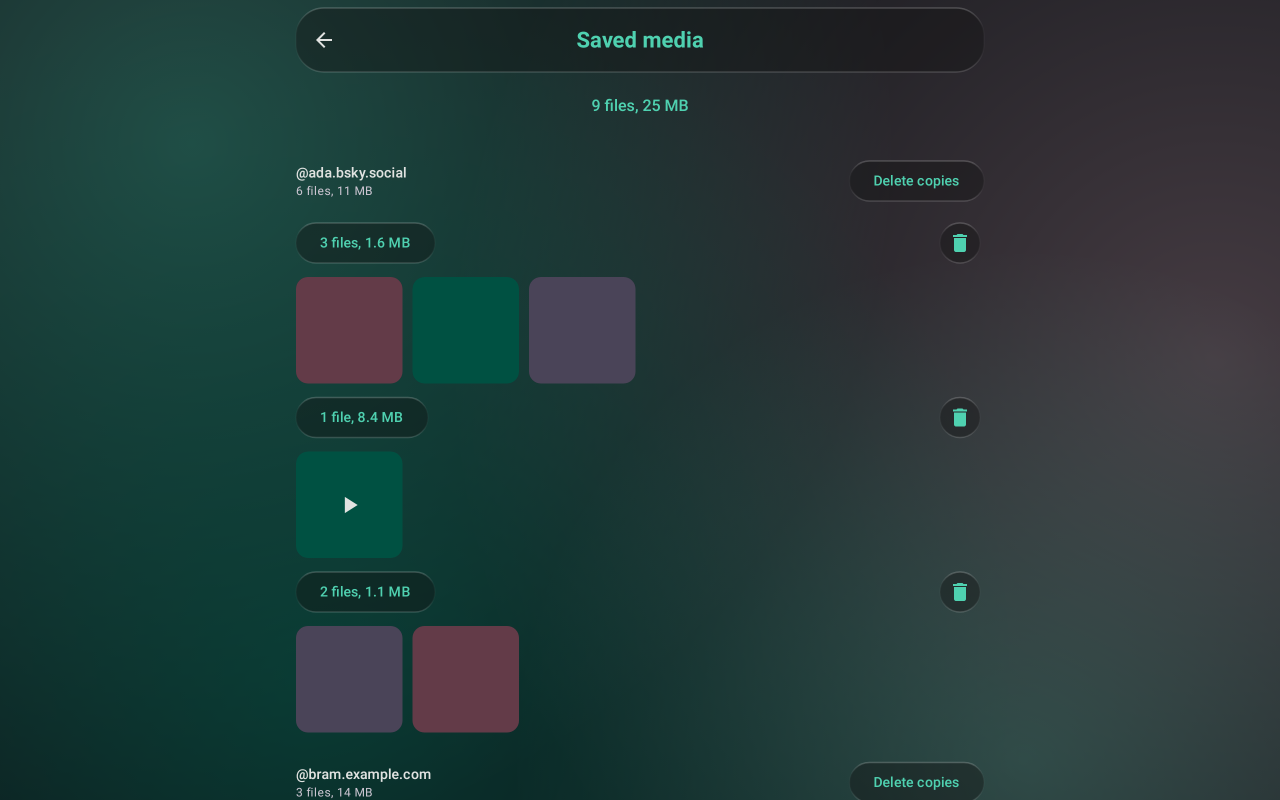 Saved media
9 files, 25 MB
@ada.bsky.social
6 files, 11 MB
Delete copies
3 files, 1.6 MB
1 file, 8.4 MB
2 files, 1.1 MB
@bram.example.com
3 files, 14 MB
Delete copies